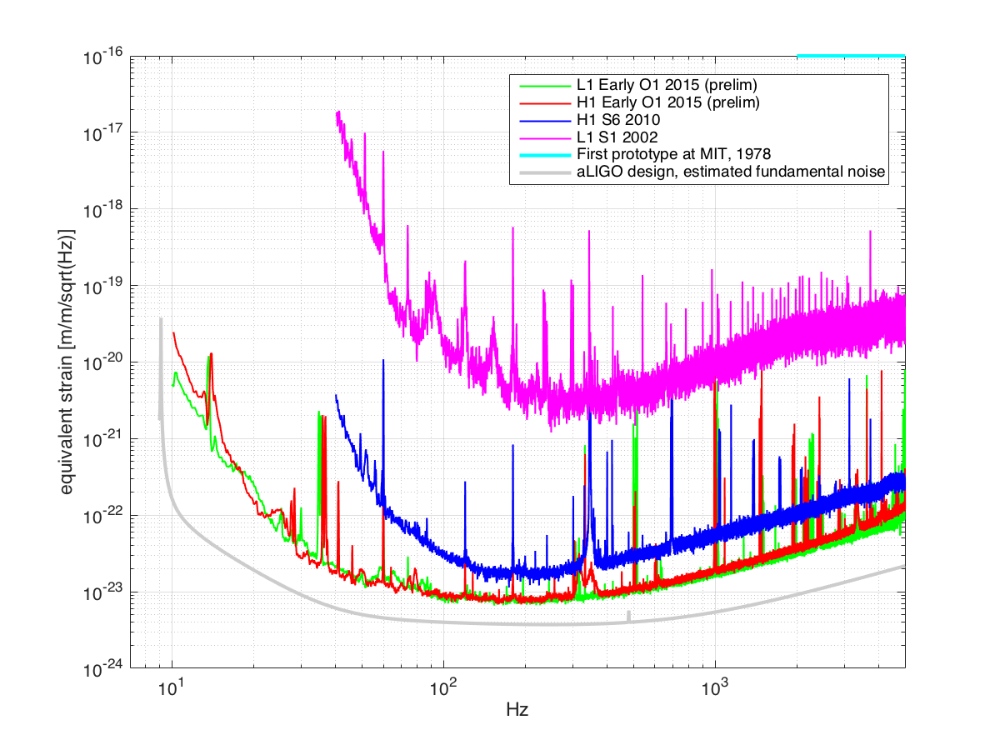 L1 Early O1 2015 (prelim)
H1 Early O1 2015 (prelim)
H1 S6 2010
L1 S1 2002
First prototype at MIT, 1978
aLIGO design, estimated fundamental noise
equivalent strain [m/m/sqrt(Hz)]
10^-16
10^-17
10^-18
10^-19
10^-20
10^-21
10^-22
10^-23
10^-24
10^1 10^2 10^3
Hz